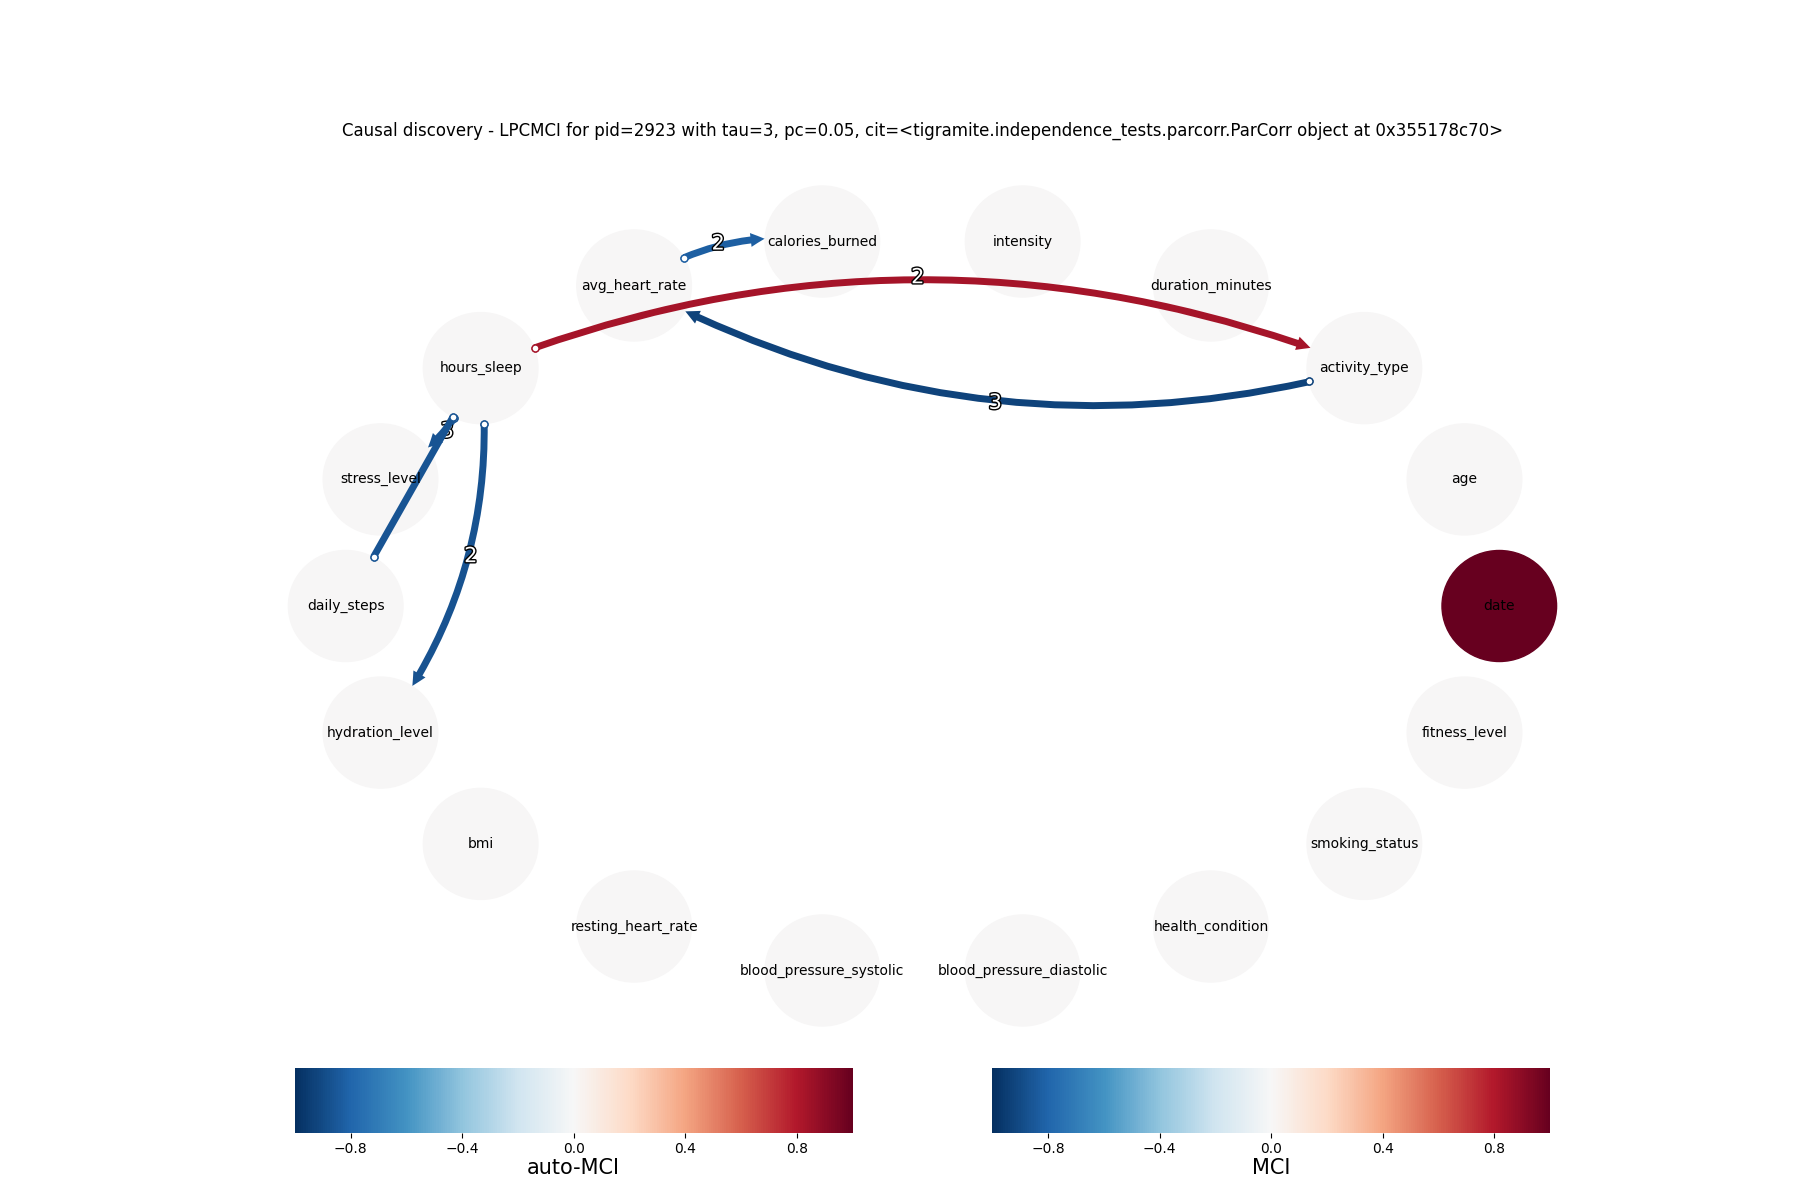 Causal discovery - LPCMCI for pid=2923 with tau=3, pc=0.05, cit=<tigramite.independence_tests.parcorr.ParCorr object at 0x355178c70>
calories_burned
intensity
2
avg_heart_rate
2
duration_minutes
hours_sleep
activity_type
3
3
stress_level
age
2
daily_steps
date
hydration_level
fitness_level
bmi
smoking_status
resting_heart_rate
health_condition
blood_pressure_systolic
blood_pressure_diastolic
−0.8 −0.4 0.0 0.4 0.8
auto-MCI
−0.8 −0.4 0.0 0.4 0.8
MCI